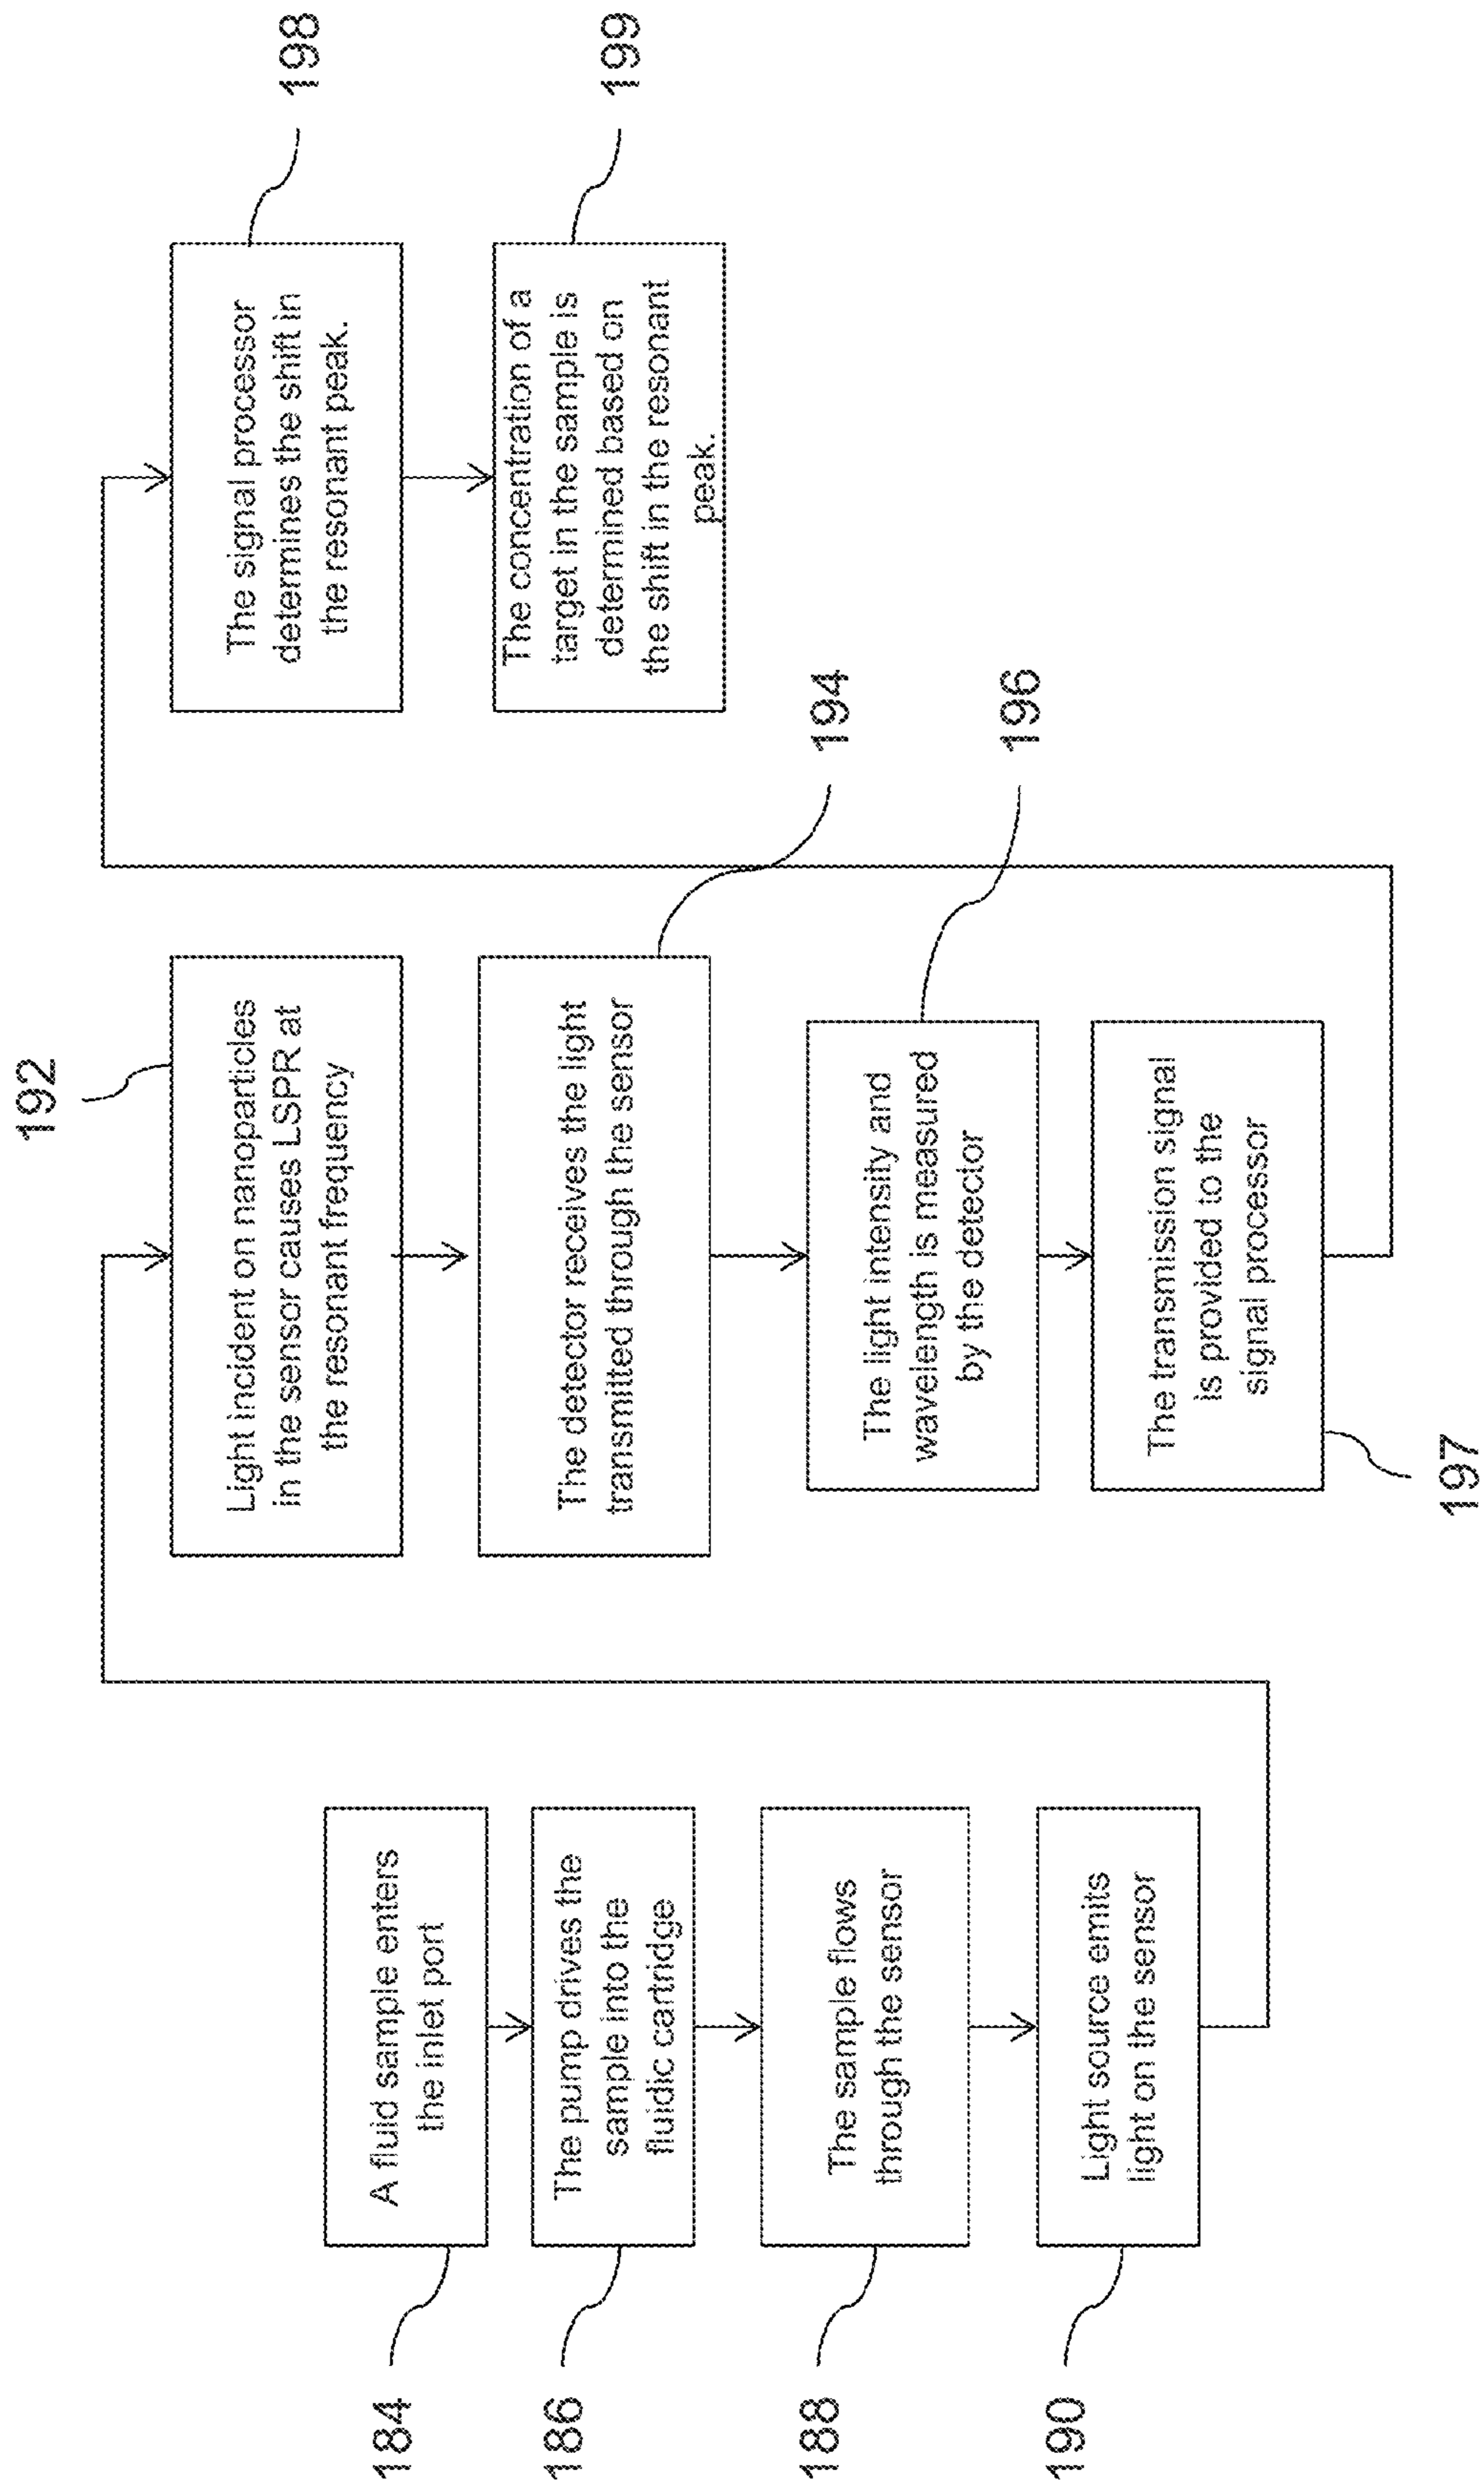 184
A fluid sample enters
the inlet port
186
The pump drives the
sample into the
fluidic cartridge
188
The sample flows
through the sensor
190
Light source emits
light on the sensor
192
Light incident on nanoparticles
in the sensor causes LSPR at
the resonant frequency
The detector receives the light
transmitted through the sensor
194
The light intensity and
wavelength is measured
by the detector
196
The transmission signal
is provided to the
signal processor
197
The signal processor
determines the shift in
the resonant peak.
198
The concentration of a
target in the sample is
determined based on
the shift in the resonant
peak.
199